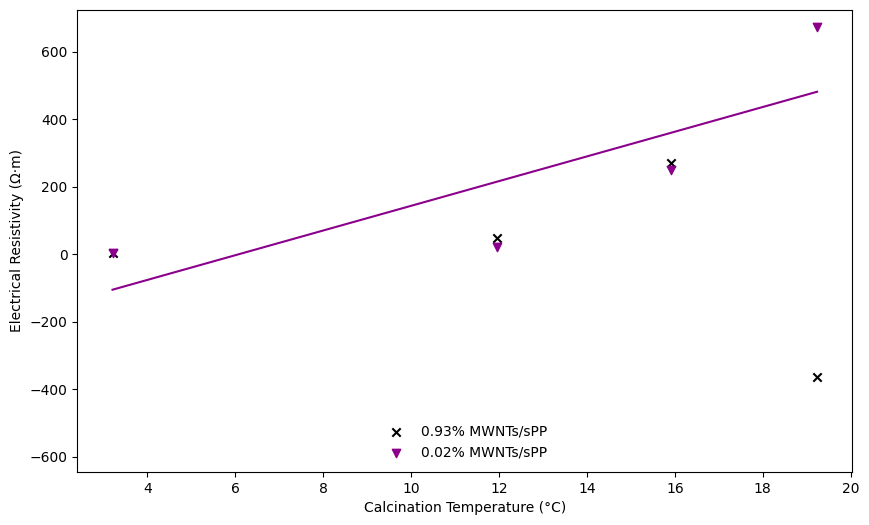 600
400
200
0
−200
−400
−600
Electrical Resistivity (Ω·m)
0.93% MWNTs/sPP
0.02% MWNTs/sPP
4 6 8 10 12 14 16 18 20
Calcination Temperature (°C)